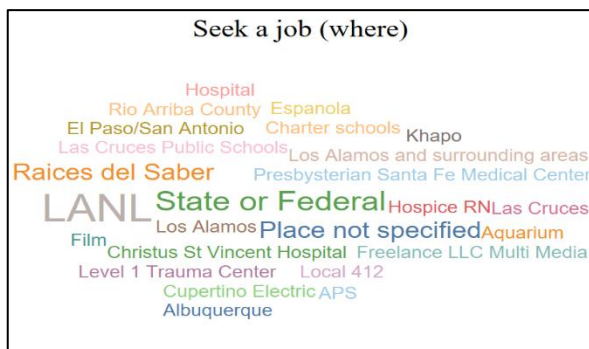 Seek a job (where)
Hospital
Rio Arriba County Espanola
El Paso/San Antonio Charter schools Khapo
Las Cruces Public Schools Los Alamos and surrounding areas
Raices del Saber Presbysterian Santa Fe Medical Center
LANL State or Federal Hospice RN Las Cruces
Los Alamos Place not specified Aquarium
Film Christus St Vincent Hospital Freelance LLC Multi Media
Level 1 Trauma Center Local 412
Cupertino Electric APS
Albuquerque